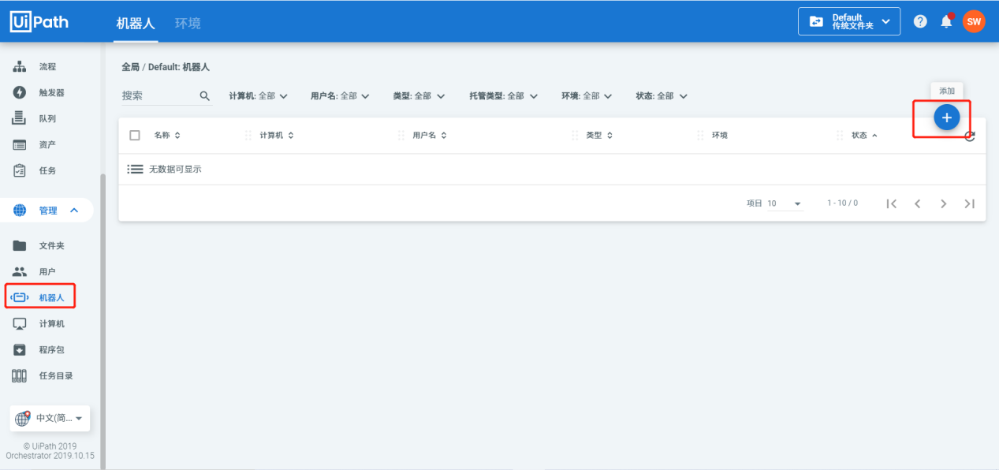 UiPath
机器人 环境
Default
传统文件夹
SW
流程
触发器
队列
资产
任务
管理
文件夹
用户
机器人
计算机
程序包
任务目录
中文(简...
© UiPath 2019
Orchestrator 2019.10.15
全局 / Default: 机器人
搜索 计算机: 全部 用户名: 全部 类型: 全部 托管类型: 全部 环境: 全部 状态: 全部
添加
名称 计算机 用户名 类型 环境 状态
无数据可显示
项目 10 1 - 10 / 0